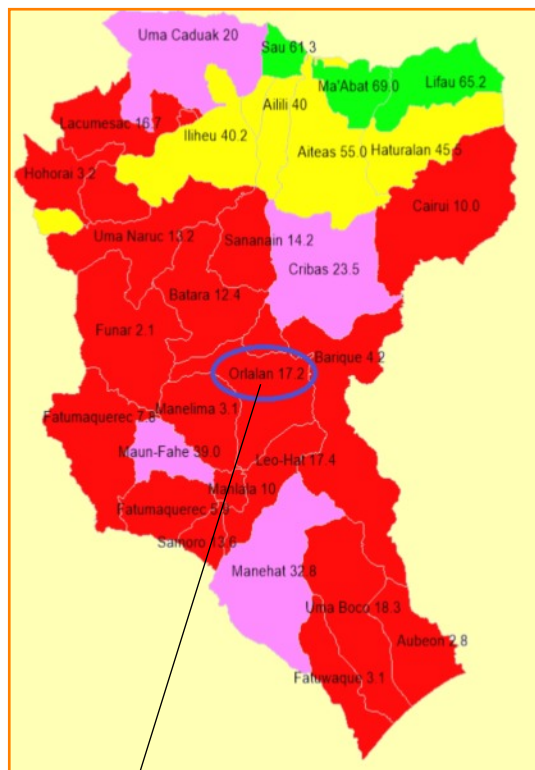 Uma Caduak 20
Sau 61.3
Ma'Abat 69.0
Lifau 65.2
Lacumesac 16.7
Ailili 40
Iliheu 40.2
Aiteas 55.0
Haturalan 45.5
Hohorai 3.2
Cairui 10.0
Uma Naruc 13.2
Sananain 14.2
Cribas 23.5
Batara 12.4
Funar 2.1
Barique 4.2
Orlalan 17.2
Manelima 3.1
Fatumaquerec 7.8
Maun-Fahe 39.0
Leo-Hat 17.4
Manlala 10
Fatumaquerec 5.9
Samoro 13.6
Manehat 32.8
Uma Boco 18.3
Aubeon 2.8
Fatuwaque 3.1